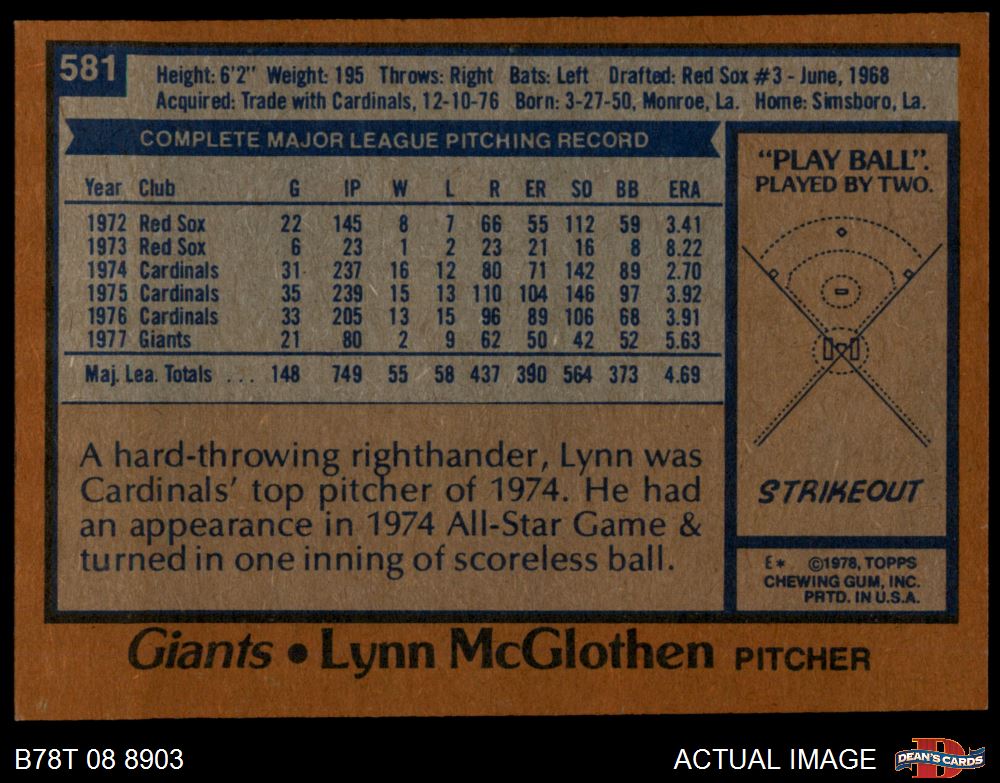 581
Height: 6'2" Weight: 195 Throws: Right Bats: Left Drafted: Red Sox #3 - June, 1968
Acquired: Trade with Cardinals, 12-10-76 Born: 3-27-50, Monroe, La. Home: Simsboro, La.
COMPLETE MAJOR LEAGUE PITCHING RECORD
Year Club G IP W L R ER SO BB ERA
1972 Red Sox 22 145 8 7 66 55 112 59 3.41
1973 Red Sox 6 23 1 2 23 21 16 8 8.22
1974 Cardinals 31 237 16 12 80 71 142 89 2.70
1975 Cardinals 35 239 15 13 110 104 146 97 3.92
1976 Cardinals 33 205 13 15 96 89 106 68 3.91
1977 Giants 21 80 2 9 62 50 42 52 5.63
Maj. Lea. Totals ... 148 749 55 58 437 390 564 373 4.69
A hard-throwing righthander, Lynn was
Cardinals' top pitcher of 1974. He had
an appearance in 1974 All-Star Game &
turned in one inning of scoreless ball.
"PLAY BALL".
PLAYED BY TWO.
STRIKEOUT
E* ©1978, TOPPS
CHEWING GUM, INC.
PRTD. IN U.S.A.
Giants • Lynn McGlothen PITCHER
B78T 08 8903
ACTUAL IMAGE
D
DEAN'S CARDS